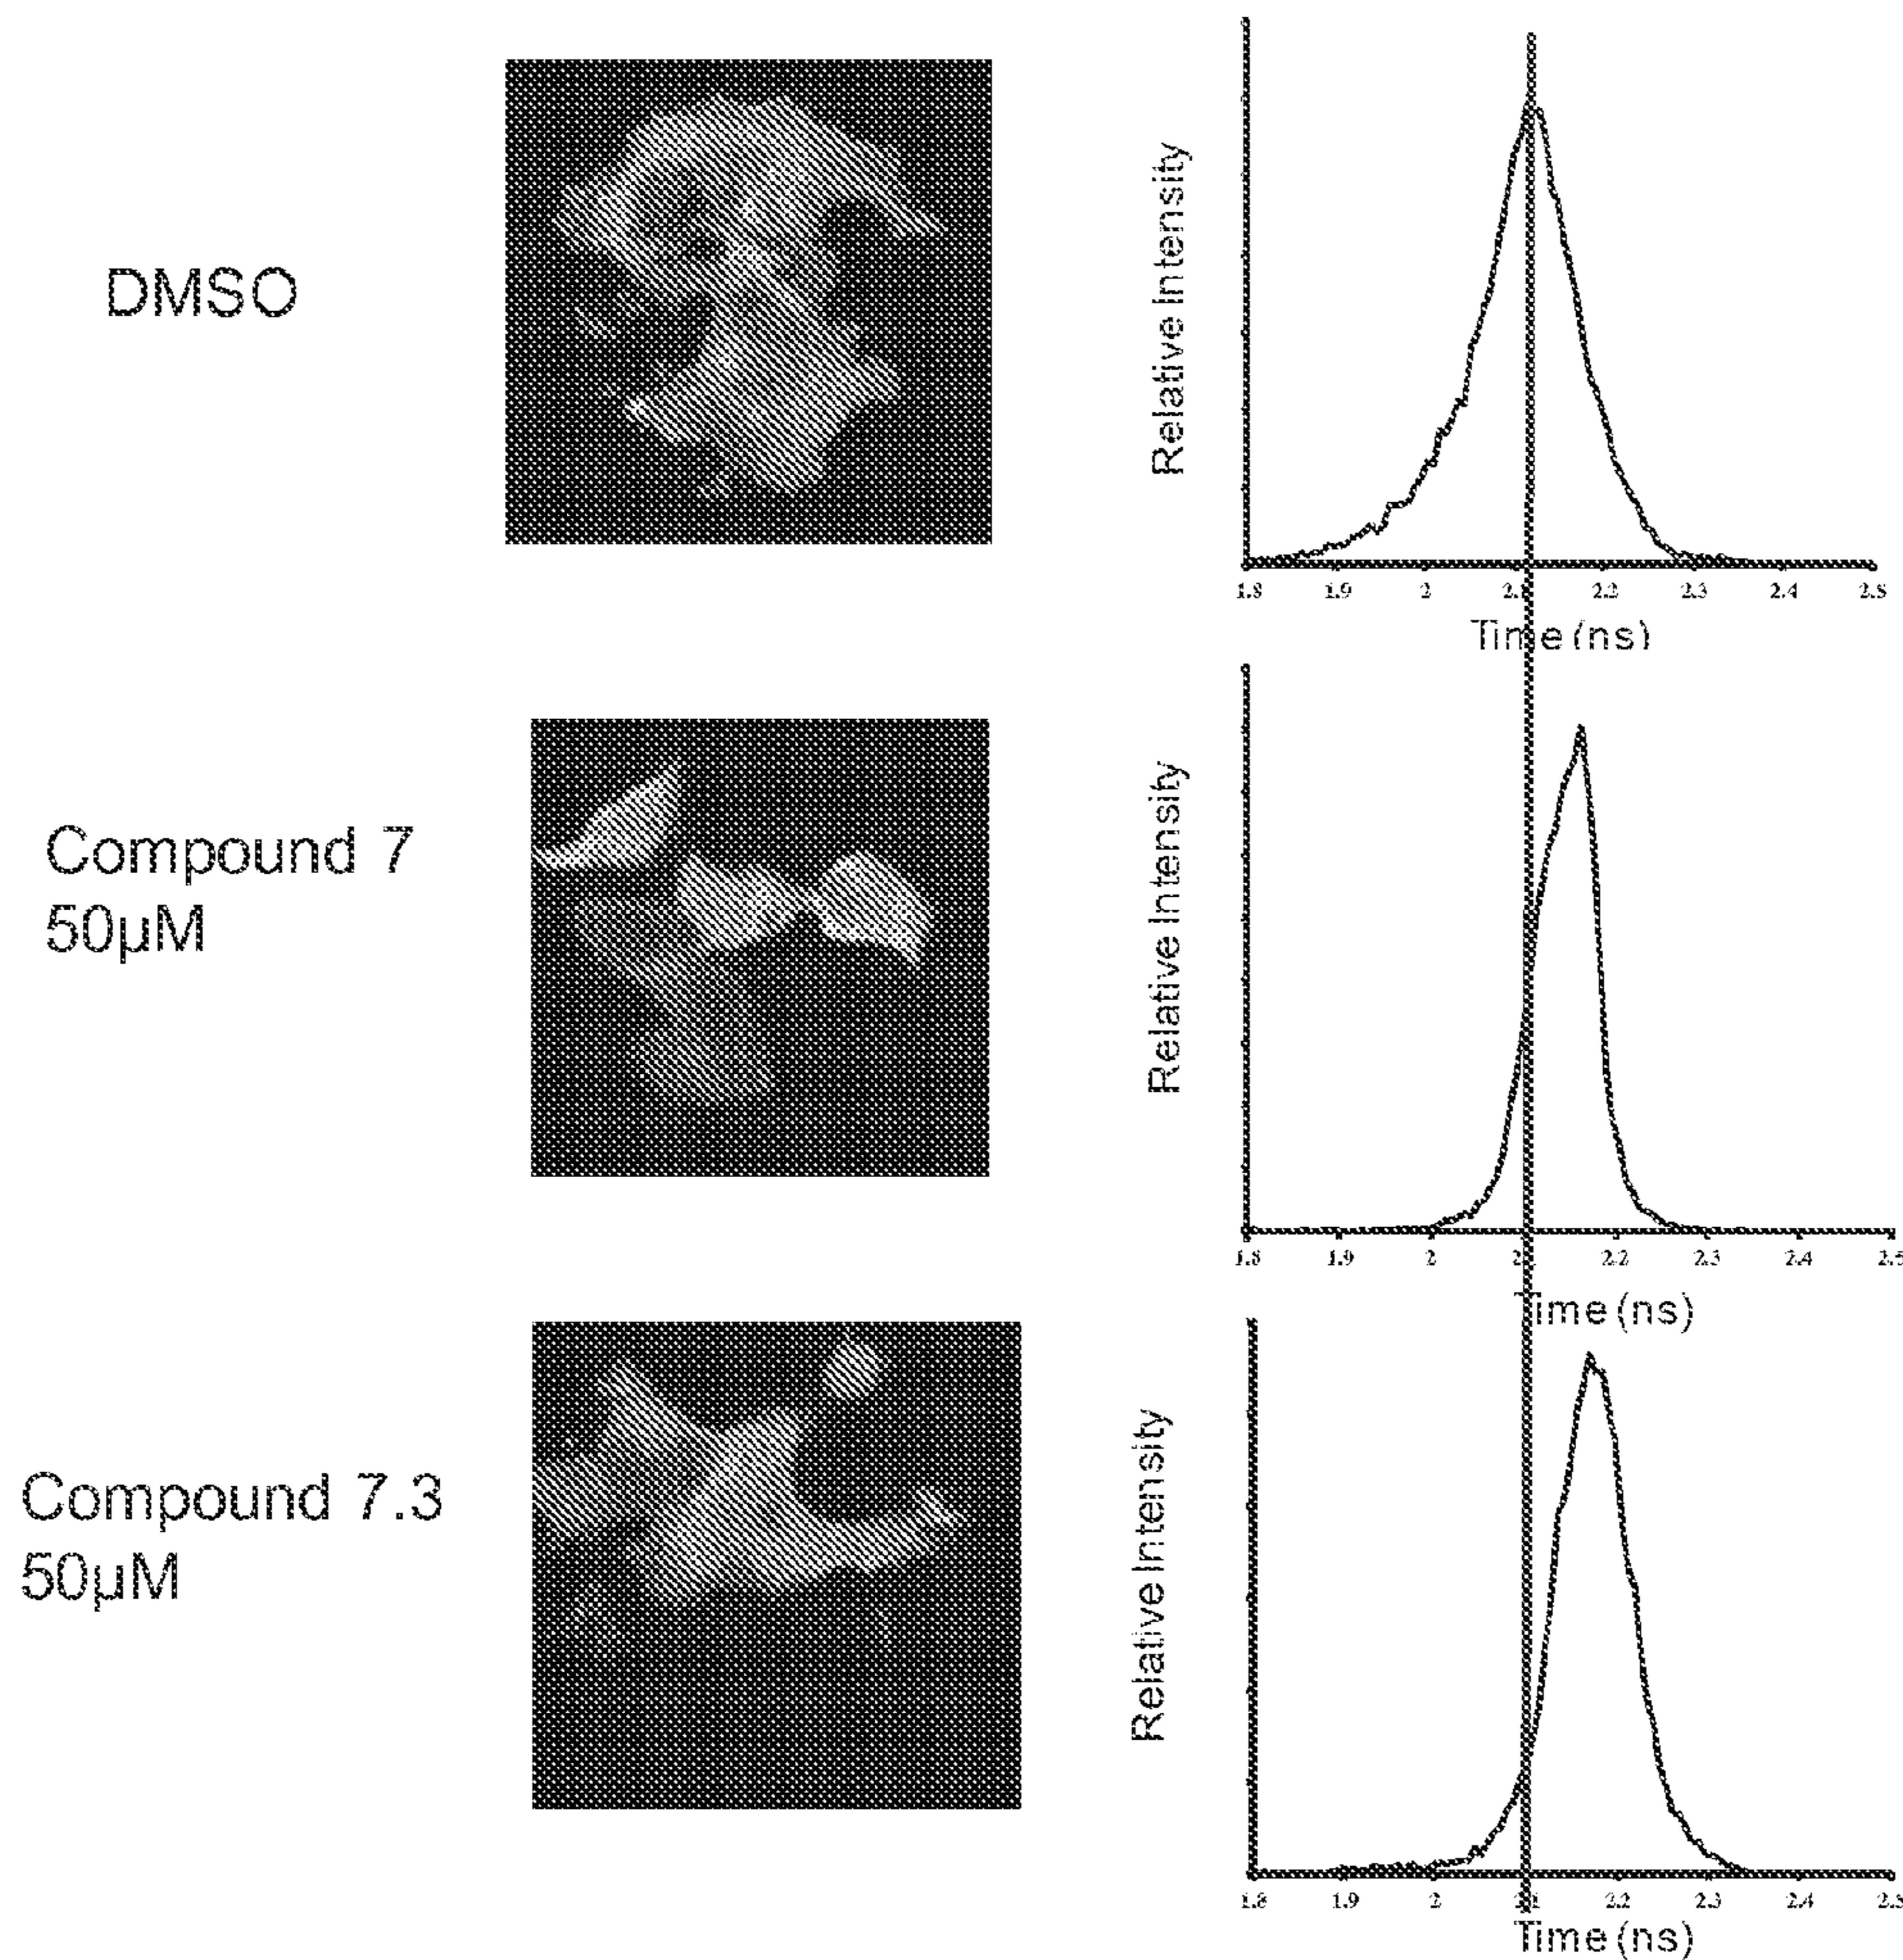 DMSO
Relative Intensity
1.8 1.9 2 2.1 2.2 2.3 2.4 2.5
Time (ns)
Compound 7
50µM
Relative Intensity
1.8 1.9 2 2.2 2.3 2.4 2.5
Time (ns)
Compound 7.3
50µM
Relative Intensity
1.8 1.9 2 2.1 2.2 2.3 2.4
Time (ns)